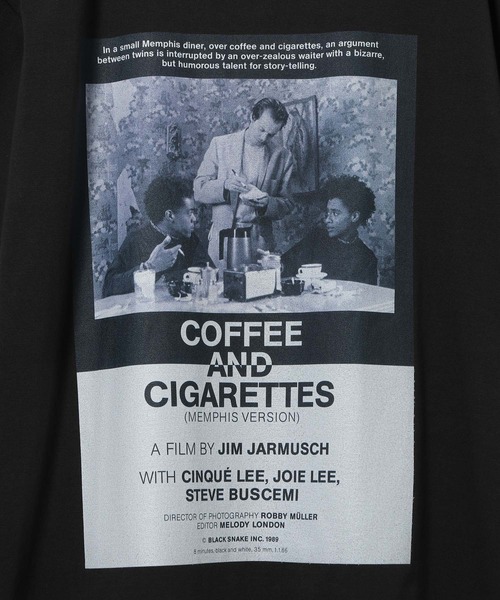 In a small Memphis diner, over coffee and cigarettes, an argument
between twins is interrupted by an over-zealous waiter with a bizarre,
but humorous talent for story-telling.
COFFEE
AND
CIGARETTES
(MEMPHIS VERSION)
A FILM BY JIM JARMUSCH
WITH CINQUÉ LEE, JOIE LEE,
STEVE BUSCEMI
DIRECTOR OF PHOTOGRAPHY ROBBY MÜLLER
EDITOR MELODY LONDON
© BLACK SNAKE INC. 1989
8 minutes, black and white, 35 mm, 1:1.66